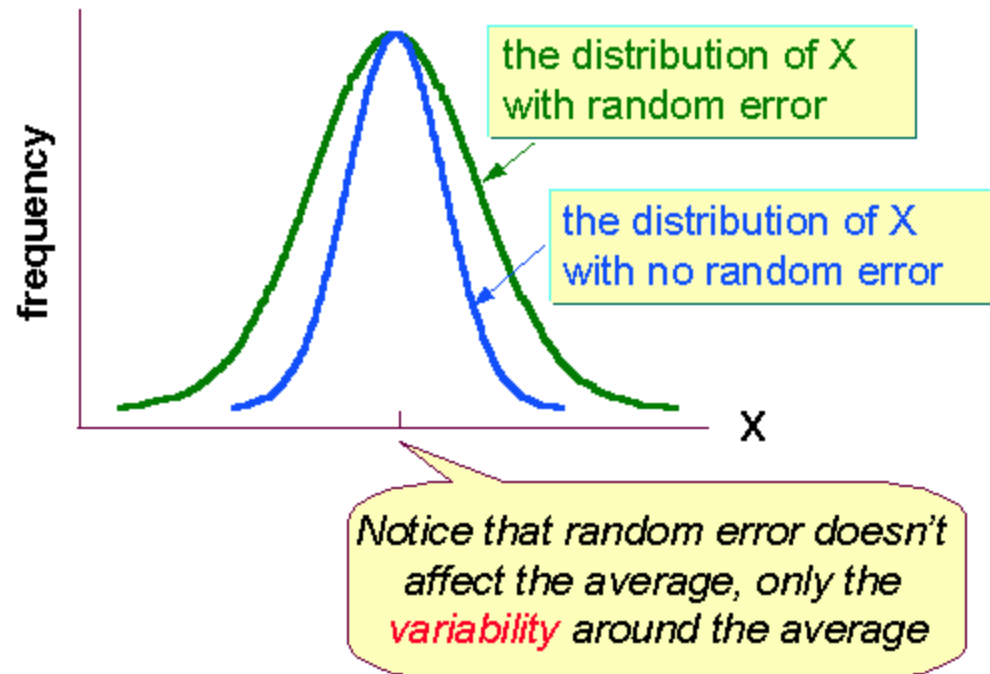 the distribution of X
with random error
the distribution of X
with no random error
frequency
X
Notice that random error doesn't
affect the average, only the
variability around the average